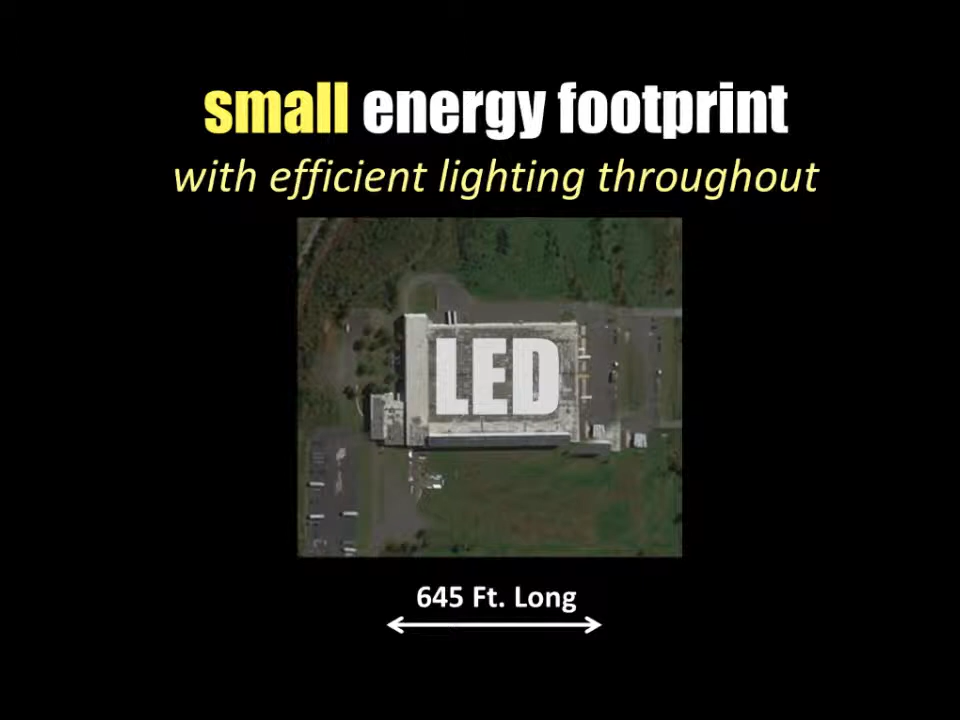 small energy footprint
with efficient lighting throughout
LED
645 Ft. Long